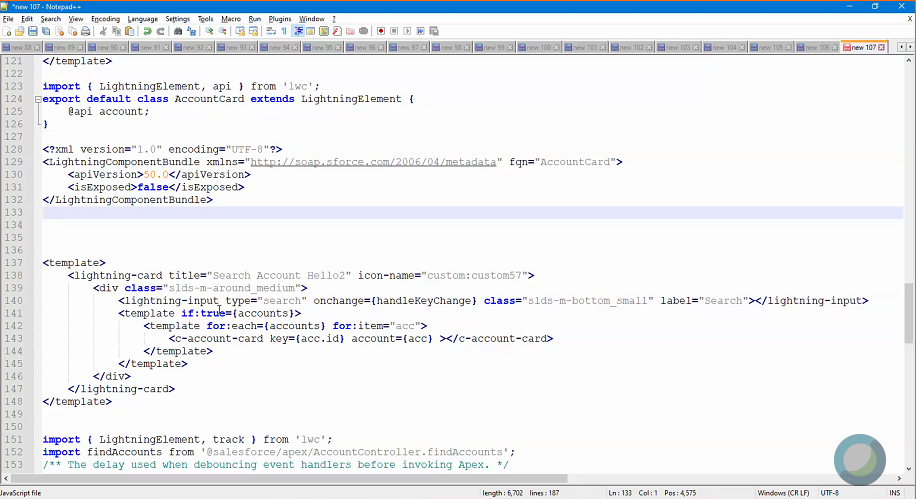 *new 107 - Notepad++
File Edit Search View Encoding Language Settings Tools Macro Run Plugins Window ? X
new 88 new 89 new 90 new 91 new 92 new 93 new 94 new 95 new 96 new 97 new 98 new 99 new 100 new 101 new 102 new 103 new 104 new 105 new 106 new 107
121 </template>
122
123 import { LightningElement, api } from 'lwc';
124 export default class AccountCard extends LightningElement {
125 @api account;
126 }
127
128 <?xml version="1.0" encoding="UTF-8"?>
129 <LightningComponentBundle xmlns="http://soap.sforce.com/2006/04/metadata" fqn="AccountCard">
130 <apiVersion>50.0</apiVersion>
131 <isExposed>false</isExposed>
132 </LightningComponentBundle>
133
134
135
136
137 <template>
138 <lightning-card title="Search Account Hello2" icon-name="custom:custom57">
139 <div class="slds-m-around_medium">
140 <lightning-input type="search" onchange={handleKeyChange} class="slds-m-bottom_small" label="Search"></lightning-input>
141 <template if:true={accounts}>
142 <template for:each={accounts} for:item="acc">
143 <c-account-card key={acc.id} account={acc} ></c-account-card>
144 </template>
145 </template>
146 </div>
147 </lightning-card>
148 </template>
149
150
151 import { LightningElement, track } from 'lwc';
152 import findAccounts from '@salesforce/apex/AccountController.findAccounts';
153 /** The delay used when debouncing event handlers before invoking Apex. */
JavaScript file length : 6,702 lines : 187 Ln : 133 Col : 1 Pos : 4,575 Windows (CR LF) UTF-8 INS